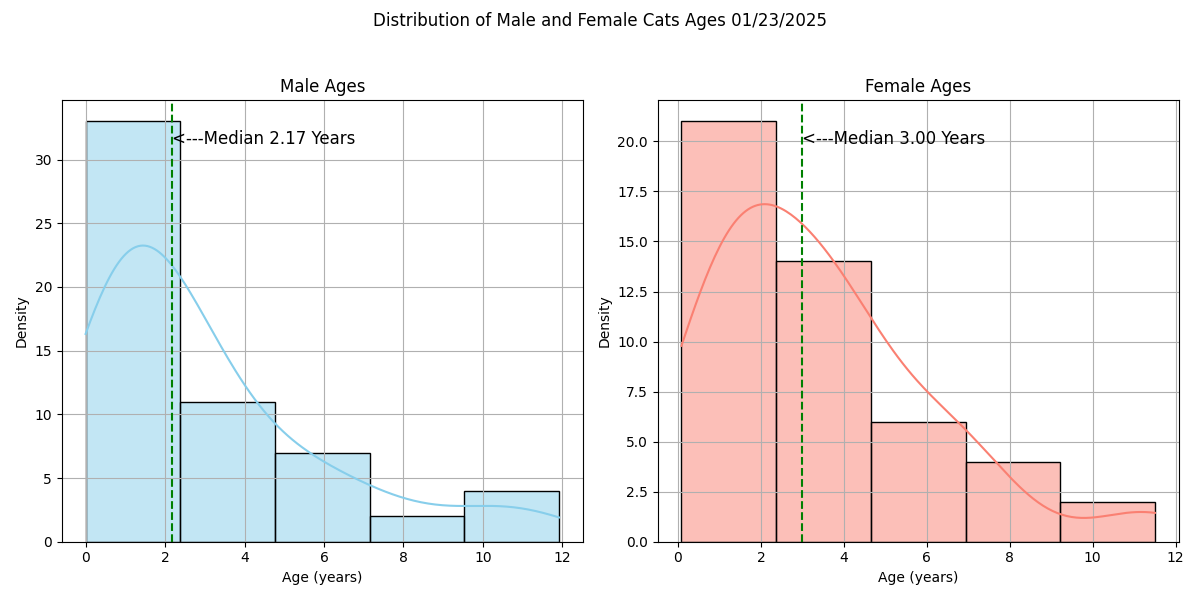 Distribution of Male and Female Cats Ages 01/23/2025
Male Ages
<---Median 2.17 Years
Density
30
25
20
15
10
5
0
0 2 4 6 8 10 12
Age (years)
Female Ages
<---Median 3.00 Years
Density
20.0
17.5
15.0
12.5
10.0
7.5
5.0
2.5
0.0
0 2 4 6 8 10 12
Age (years)